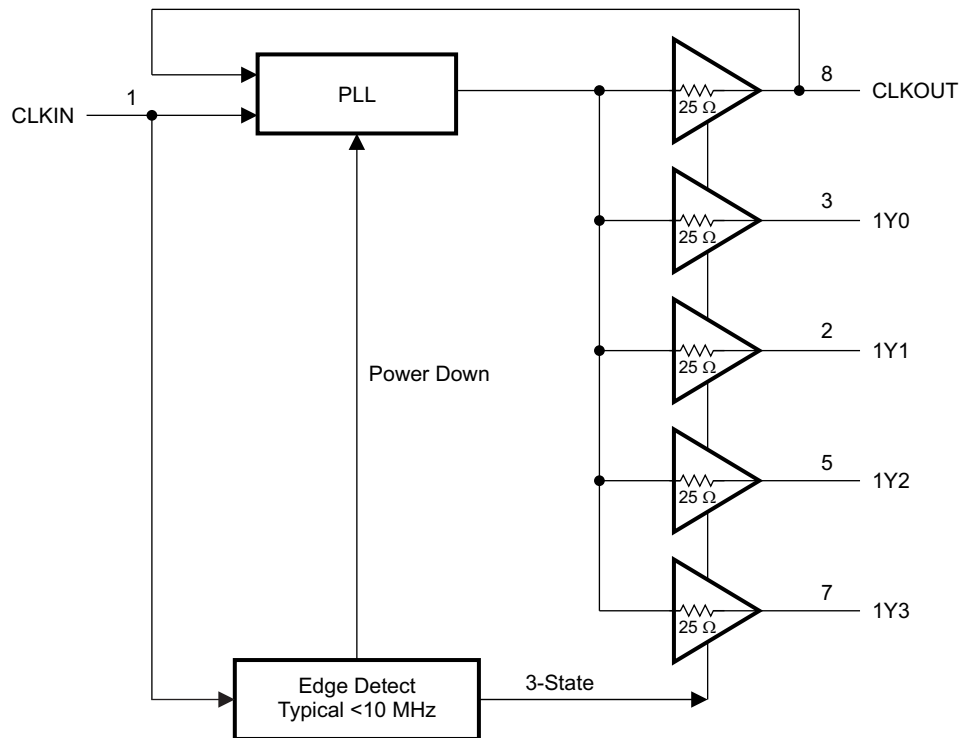 PLL
25 Ω
8
CLKOUT
1
CLKIN
25 Ω
3
1Y0
25 Ω
2
1Y1
Power Down
25 Ω
5
1Y2
25 Ω
7
1Y3
Edge Detect
Typical <10 MHz
3-State